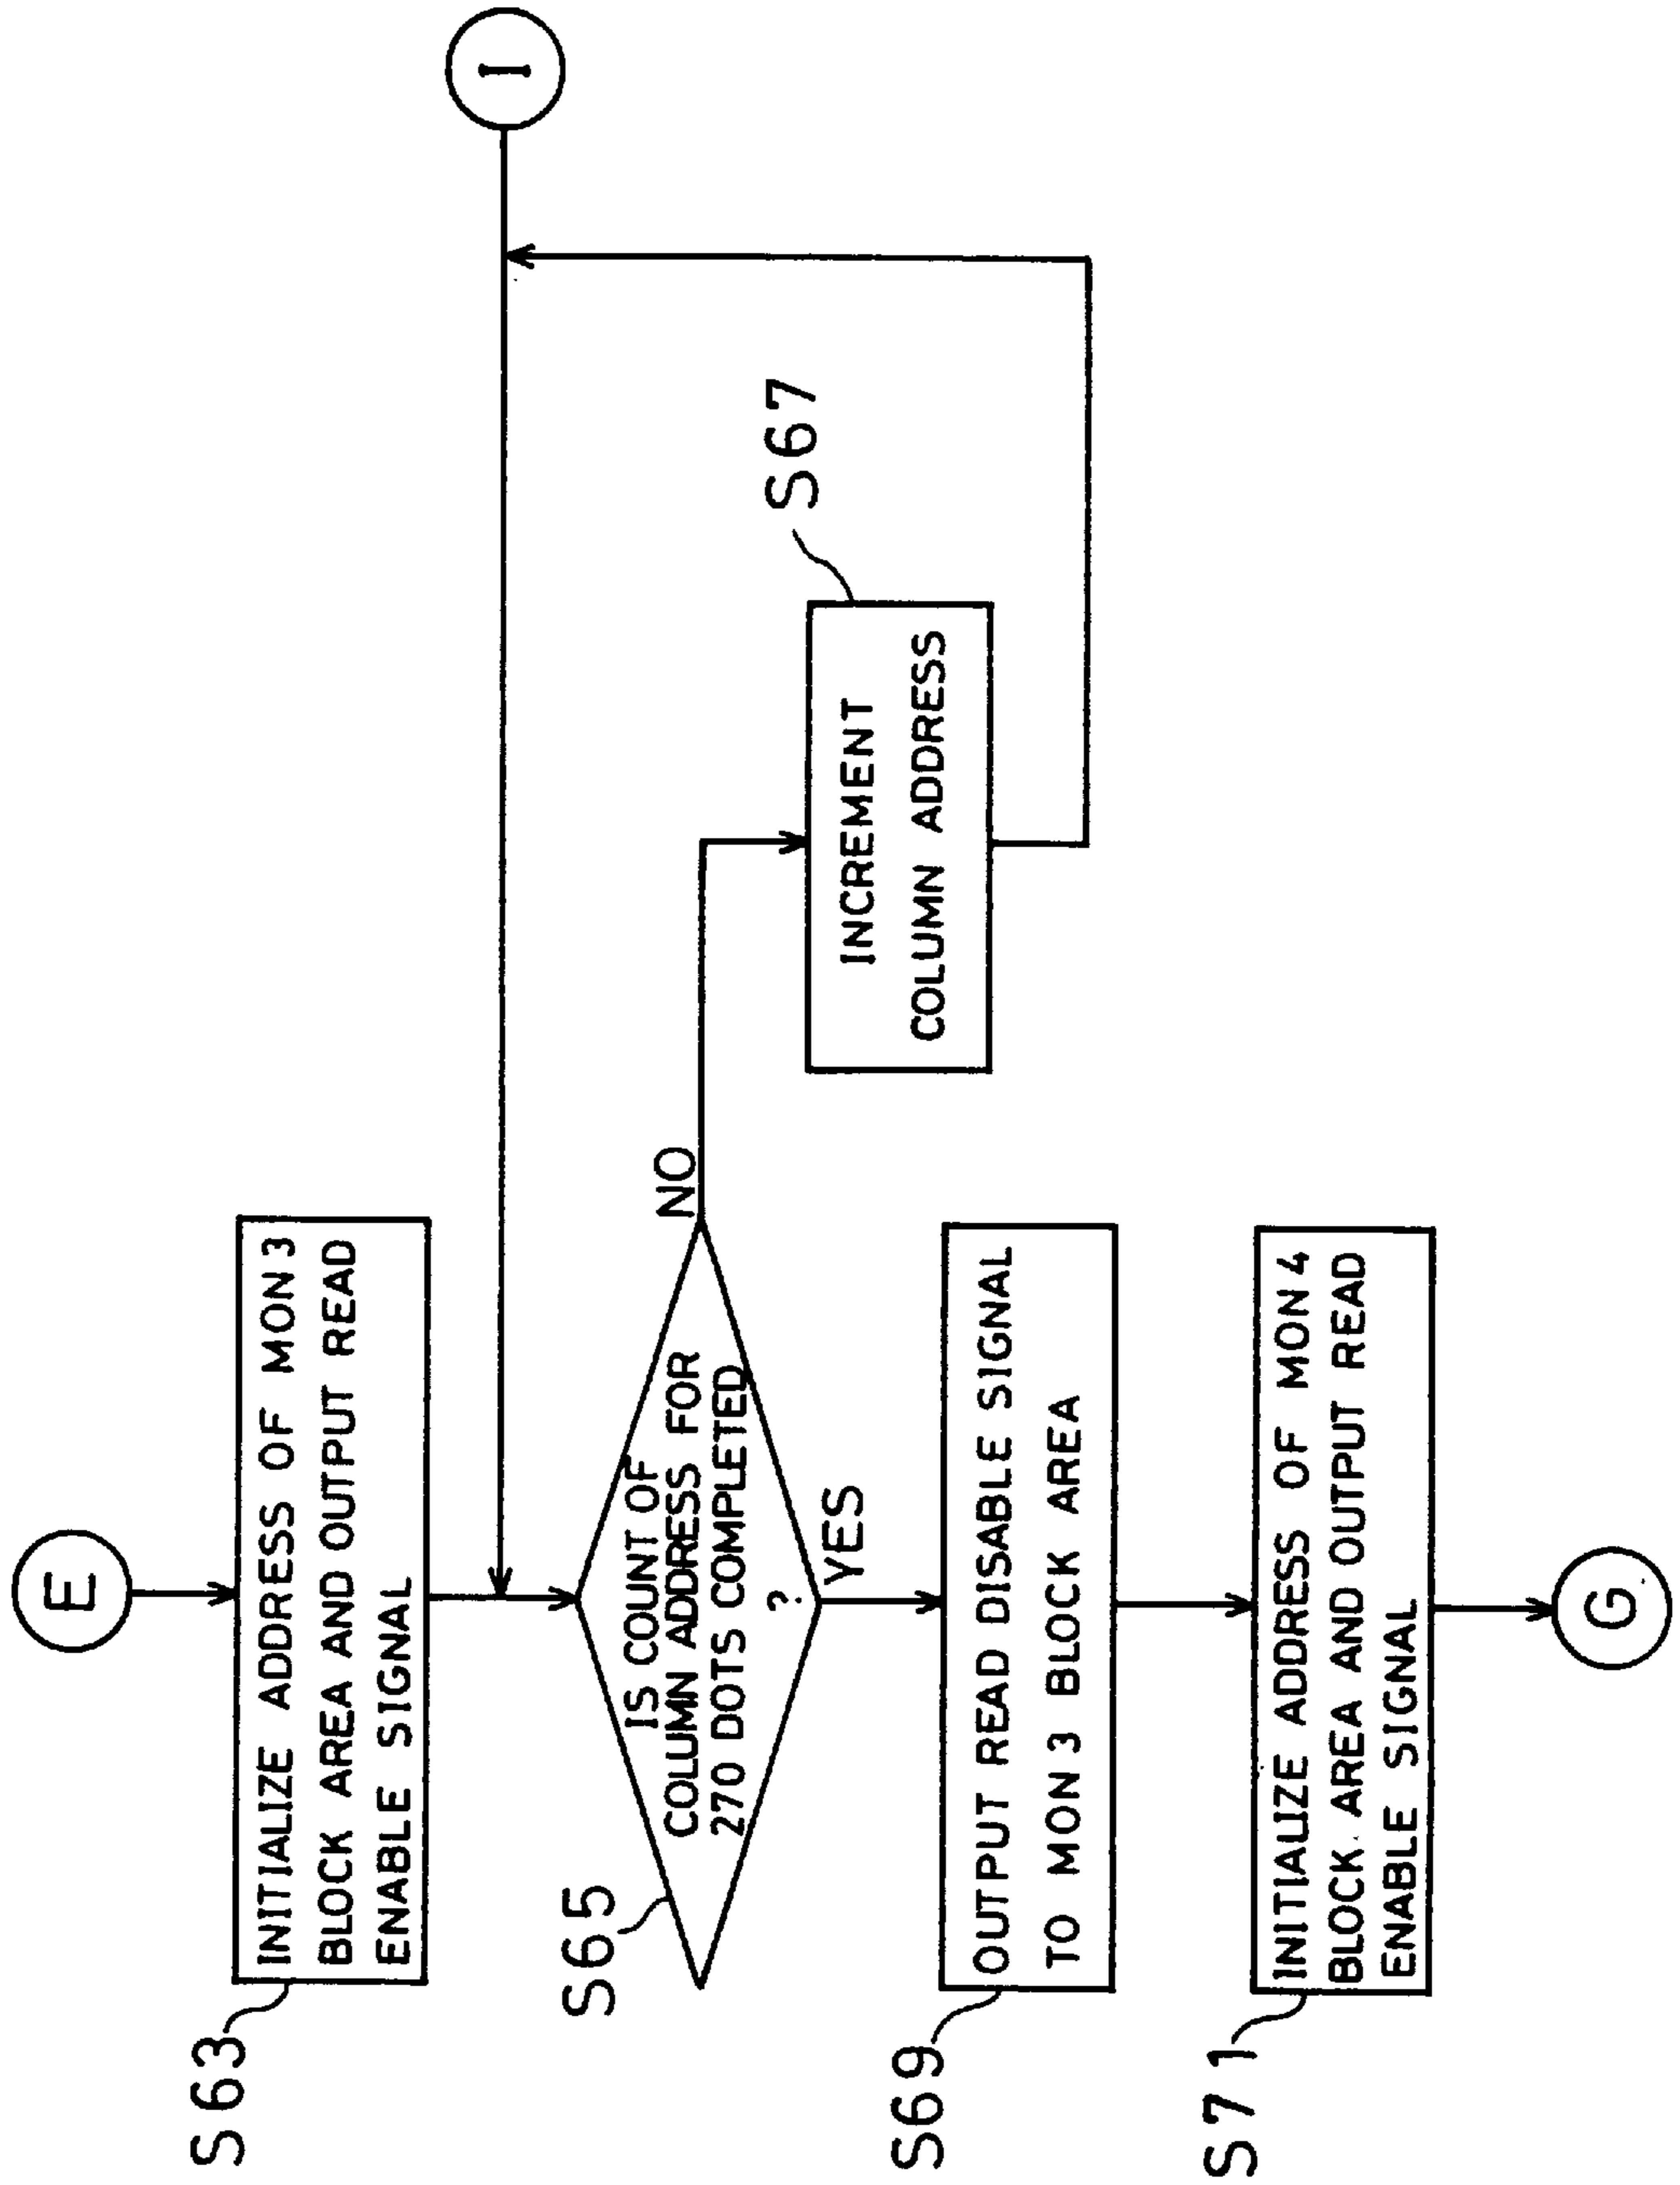 E
S63
INITIALIZE ADDRESS OF MON 3
BLOCK AREA AND OUTPUT READ
ENABLE SIGNAL
I
S65
IS COUNT OF
COLUMN ADDRESS FOR
270 DOTS COMPLETED
?
NO
YES
S67
INCREMENT
COLUMN ADDRESS
S69
OUTPUT READ DISABLE SIGNAL
TO MON 3 BLOCK AREA
S71
INITIALIZE ADDRESS OF MON 4
BLOCK AREA AND OUTPUT READ
ENABLE SIGNAL
G